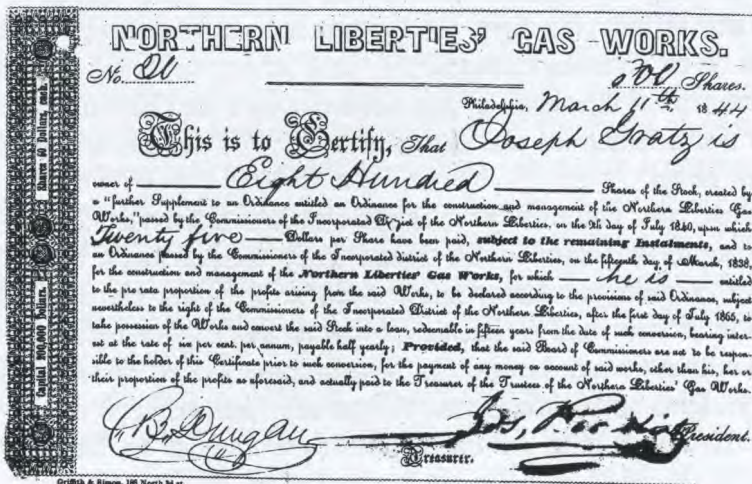 NORTHERN LIBERTIES' GAS WORKS.
No. Shares.
Philadelphia, March 11th 1844
This is to Certify, That Joseph Gratz is
owner of Eight Hundred Shares of the Stock, created by
a "further Supplement to an Ordinance entitled an Ordinance for the construction and management of the Northern Liberties Gas
Works," passed by the Commissioners of the Incorporated District of the Northern Liberties, on the 9th day of July 1840, upon which
Twenty five Dollars per Share have been paid, subject to the remaining Instalments, and to
an Ordinance passed by the Commissioners of the Incorporated district of the Northern Liberties, on the fifteenth day of March, 1838,
for the construction and management of the Northern Liberties' Gas Works, for which he is entitled
to the pro rata proportion of the profits arising from the said Works, to be declared according to the provisions of said Ordinance, subject
nevertheless to the right of the Commissioners of the Incorporated District of the Northern Liberties, after the first day of July 1865, to
take possession of the Works and convert the said Stock into a loan, redeemable in fifteen years from the date of such conversion, bearing inter-
est at the rate of six per cent. per annum, payable half yearly; Provided, that the said Board of Commissioners are not to be respon-
sible to the holder of this Certificate prior to such conversion, for the payment of any money on account of said works, other than his, her or
their proportion of the profits as aforesaid, and actually paid to the Treasurer of the Trustees of the Northern Liberties' Gas Works.
C. B. Dungan
Treasurer.
President.
Capital 200,000 Dollars. Shares 50 Dollars, each.
Griffith & Simon, North 3d st.